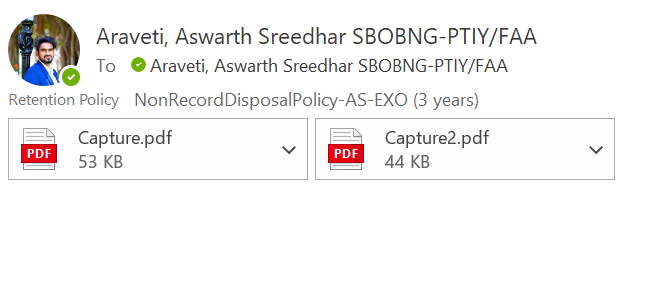 Araveti, Aswarth Sreedhar SBOBNG-PTIY/FAA
To Araveti, Aswarth Sreedhar SBOBNG-PTIY/FAA
Retention Policy NonRecordDisposalPolicy-AS-EXO (3 years)
PDF Capture.pdf
53 KB
PDF Capture2.pdf
44 KB